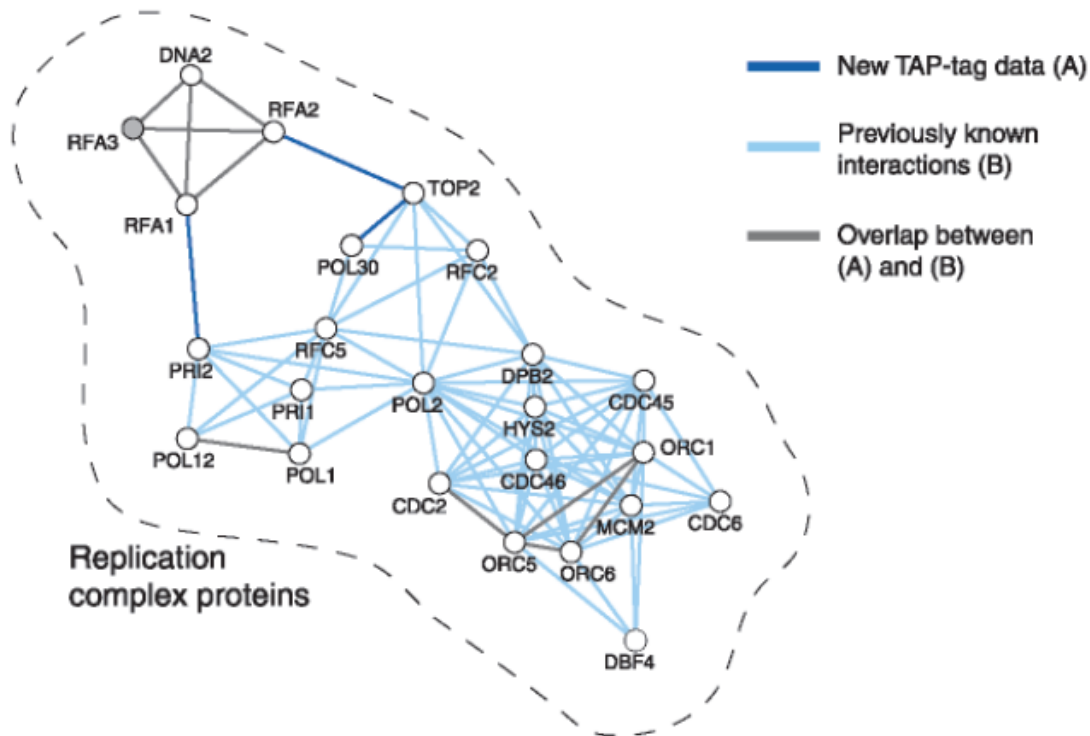 DNA2
RFA2
RFA3
TOP2
RFA1
POL30
RFC2
RFC5
PRI2
DPB2
PRI1
POL2
CDC45
HYS2
ORC1
POL12
POL1
CDC46
CDC2
MCM2
CDC6
ORC5
ORC6
DBF4
Replication
complex proteins
New TAP-tag data (A)
Previously known
interactions (B)
Overlap between
(A) and (B)